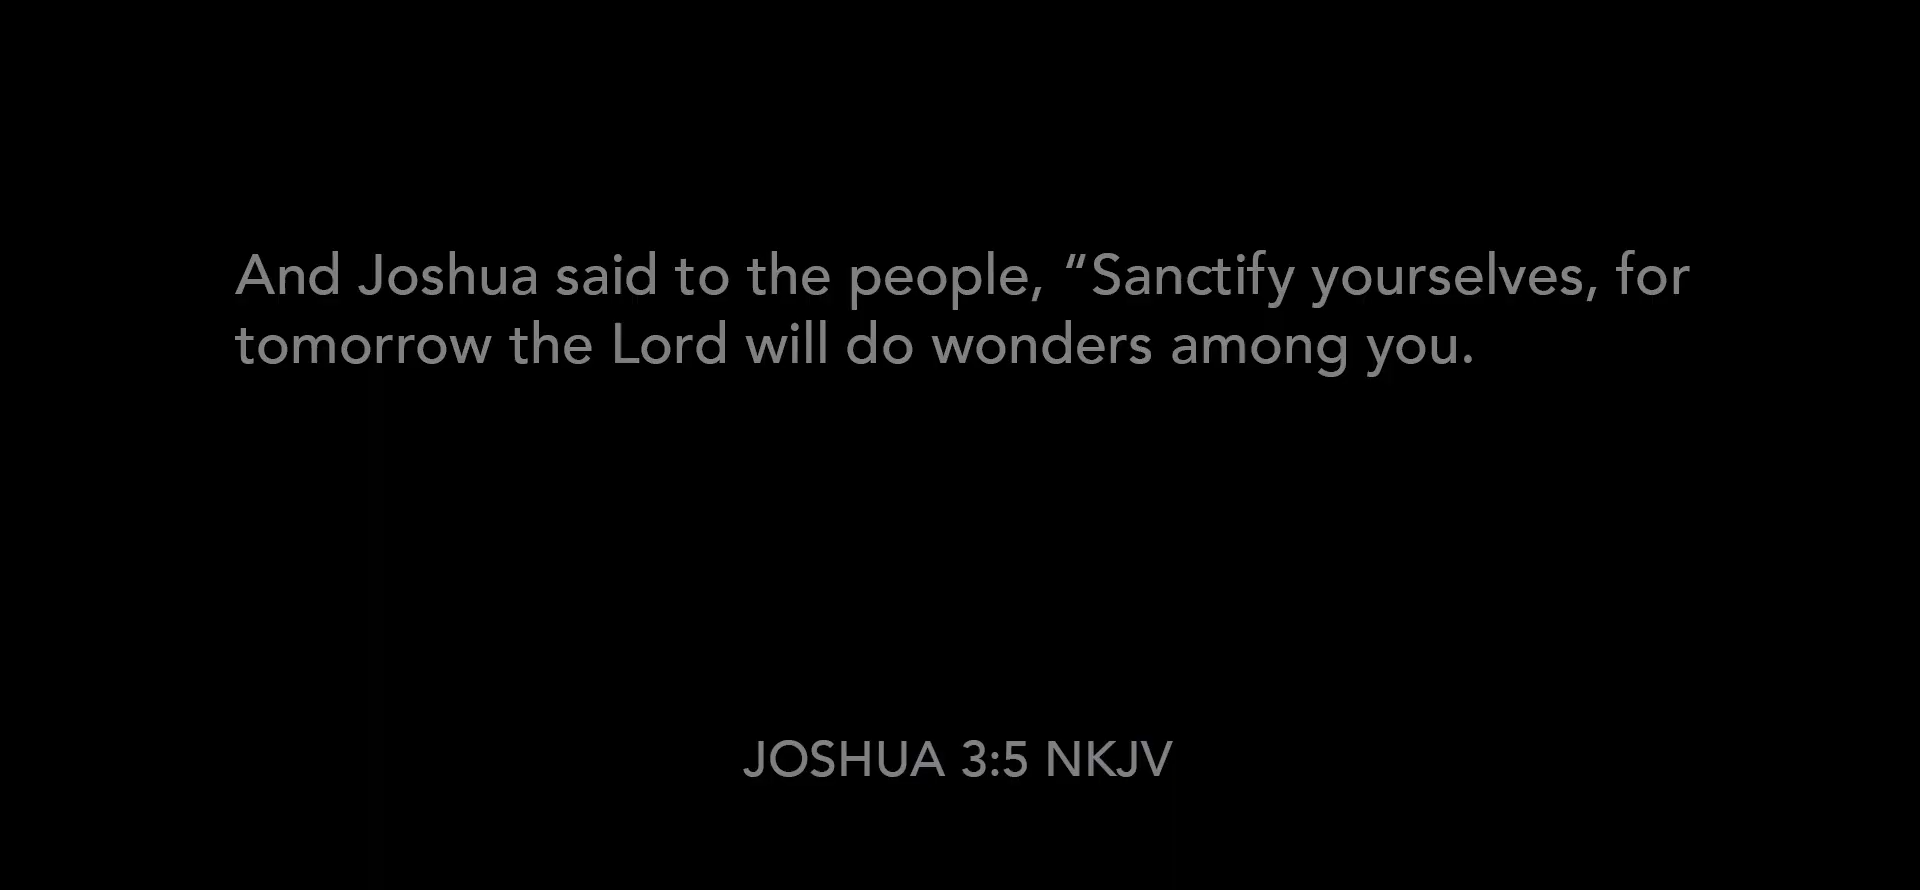 And Joshua said to the people, “Sanctify yourselves, for
tomorrow the Lord will do wonders among you.
JOSHUA 3:5 NKJV